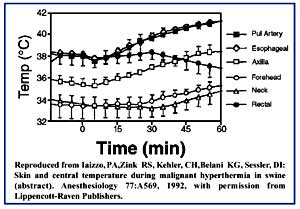 42
40
38
36
34
32
Temp (°C)
Pul Artery
Esophageal
Axilla
Forehead
Neck
Rectal
0 15 30 45 60
Time (min)
Reproduced from Iaizzo, PA,Zink RS, Kehler, CH,Belani KG, Sessler, DI:
Skin and central temperature during malignant hyperthermia in swine
(abstract). Anesthesiology 77:A569, 1992, with permission from
Lippencott-Raven Publishers.